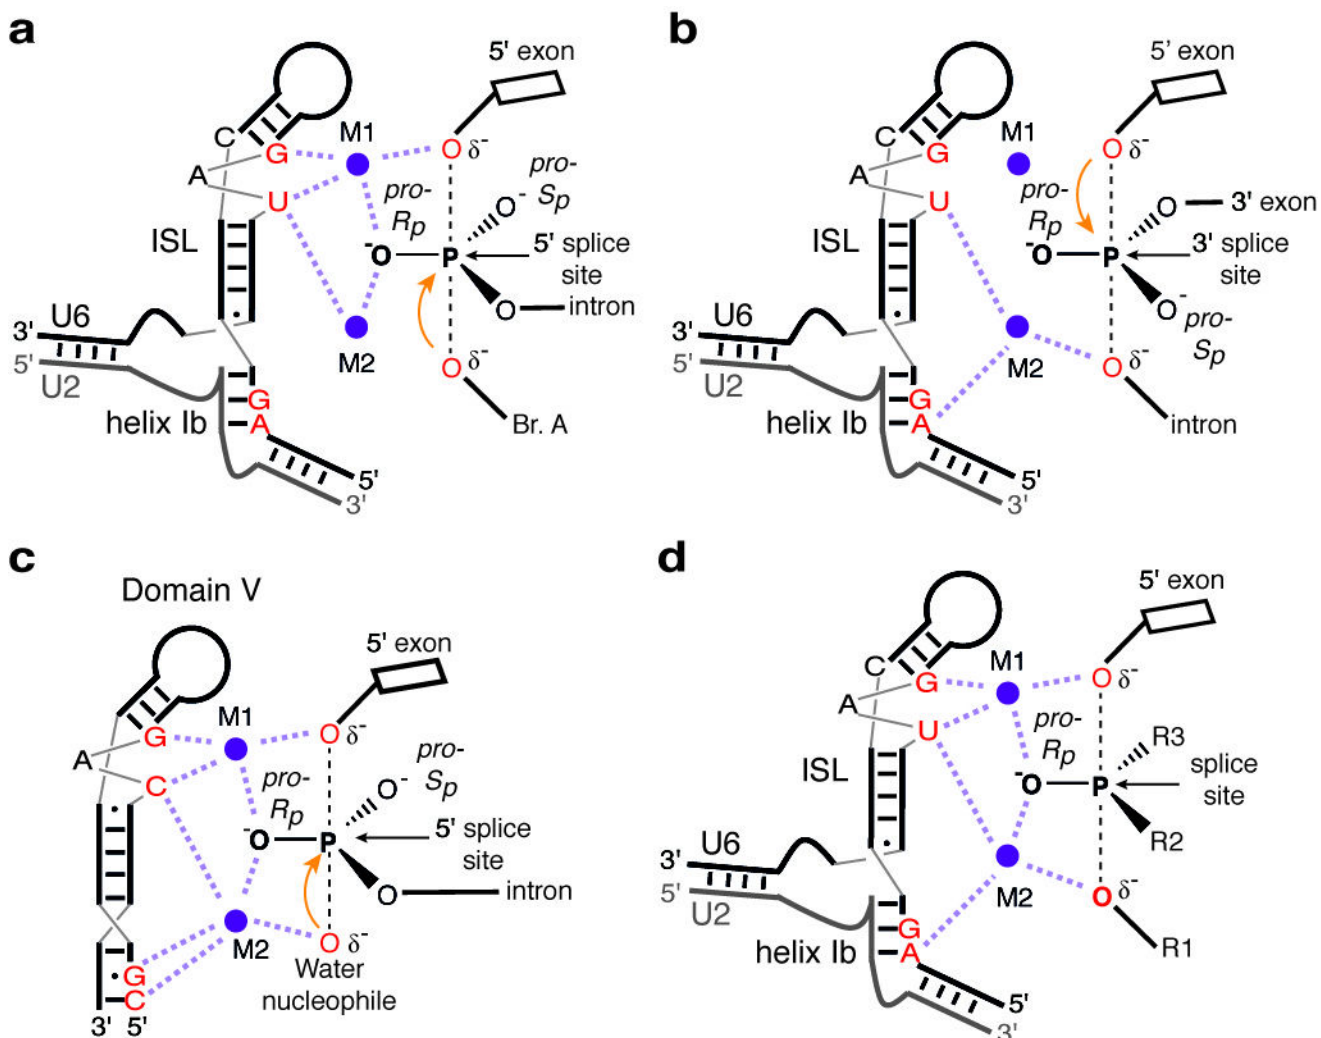 a
5' exon
M1
C
G
O δ-
A
pro-
Rp
pro-
Sp
O-
U
ISL
-O
P
5' splice
site
O
intron
U6
3'
5'
U2
M2
O δ-
G
A
helix Ib
Br. A
5'
3'
b
5' exon
M1
C
G
O δ-
A
pro-
Rp
U
O
3' exon
ISL
-O
P
3' splice
site
O-
pro-
Sp
U6
3'
5'
U2
M2
O δ-
G
A
helix Ib
intron
5'
3'
c
Domain V
5' exon
M1
G
O δ-
A
C
pro-
Rp
pro-
Sp
O-
-O
P
5' splice
site
O
intron
M2
O δ-
Water
nucleophile
G
C
3' 5'
d
5' exon
M1
C
G
O δ-
A
pro-
Rp
U
R3
ISL
-O
P
splice
site
R2
U6
3'
5'
U2
M2
O δ-
G
A
helix Ib
R1
5'
3'